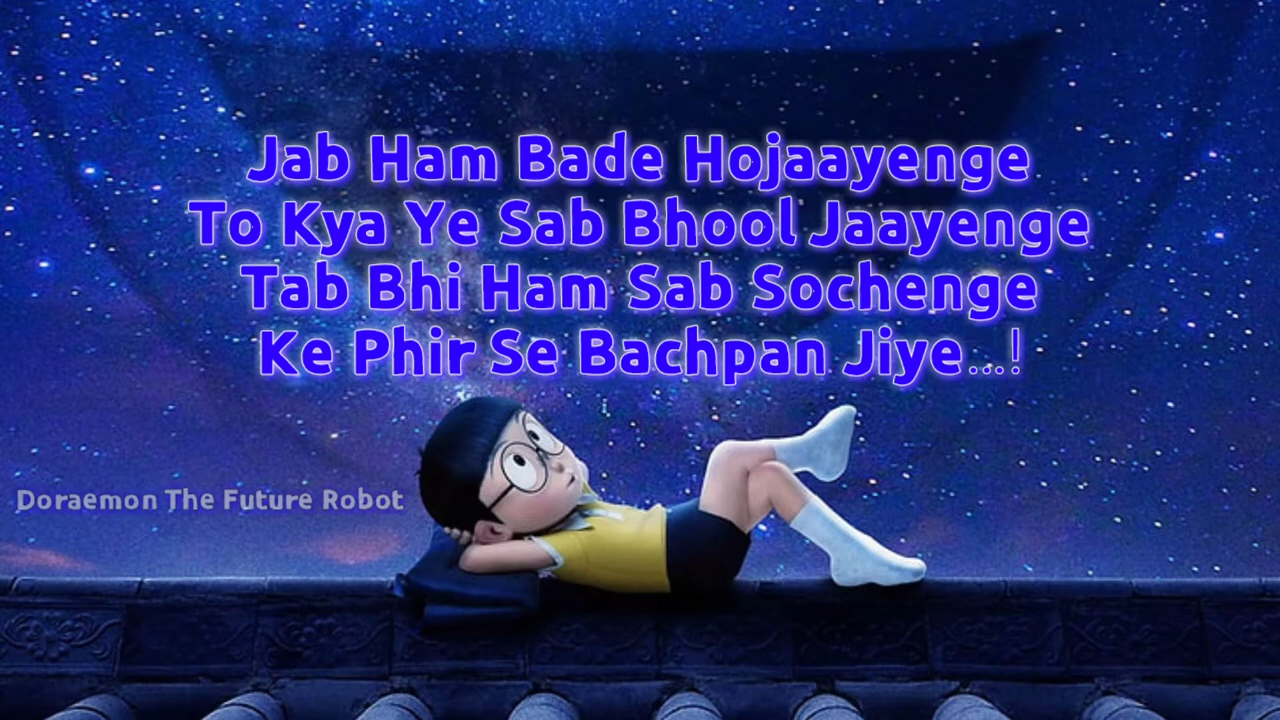 Jab Ham Bade Hojaayenge
To Kya Ye Sab Bhool Jaayenge
Tab Bhi Ham Sab Sochenge
Ke Phir Se Bachpan Jiye...!
Doraemon The Future Robot